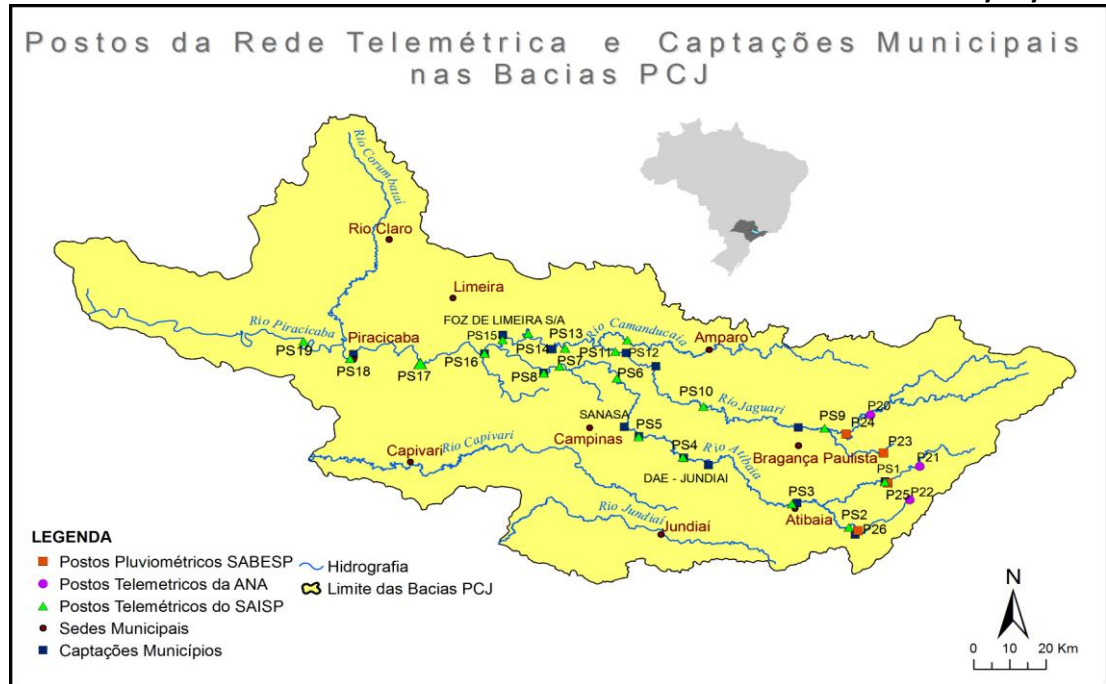 Postos da Rede Telemétrica e Captações Municipais
nas Bacias PCJ
Rio Corumbataí
Rio Claro
Limeira
FOZ DE LIMEIRA S/A
Rio Piracicaba
Piracicaba
PS19
PS18
PS17
PS16
PS15
PS14
PS13
PS8
PS7
PS11
PS12
PS6
Rio Camanducaia
Amparo
PS10
Rio Jaguari
PS9
P20
P24
P23
P21
PS1
P25
P22
Bragança Paulista
SANASA
Campinas
PS5
PS4
Rio Atibaia
DAE - JUNDIAI
PS3
Atibaia
PS2
P26
Capivari
Rio Capivari
Rio Jundiaí
Jundiaí
LEGENDA
Postos Pluviométricos SABESP
Postos Telemetricos da ANA
Postos Telemétricos do SAISP
Sedes Municipais
Captações Municípios
Hidrografia
Limite das Bacias PCJ
N
0 10 20 Km